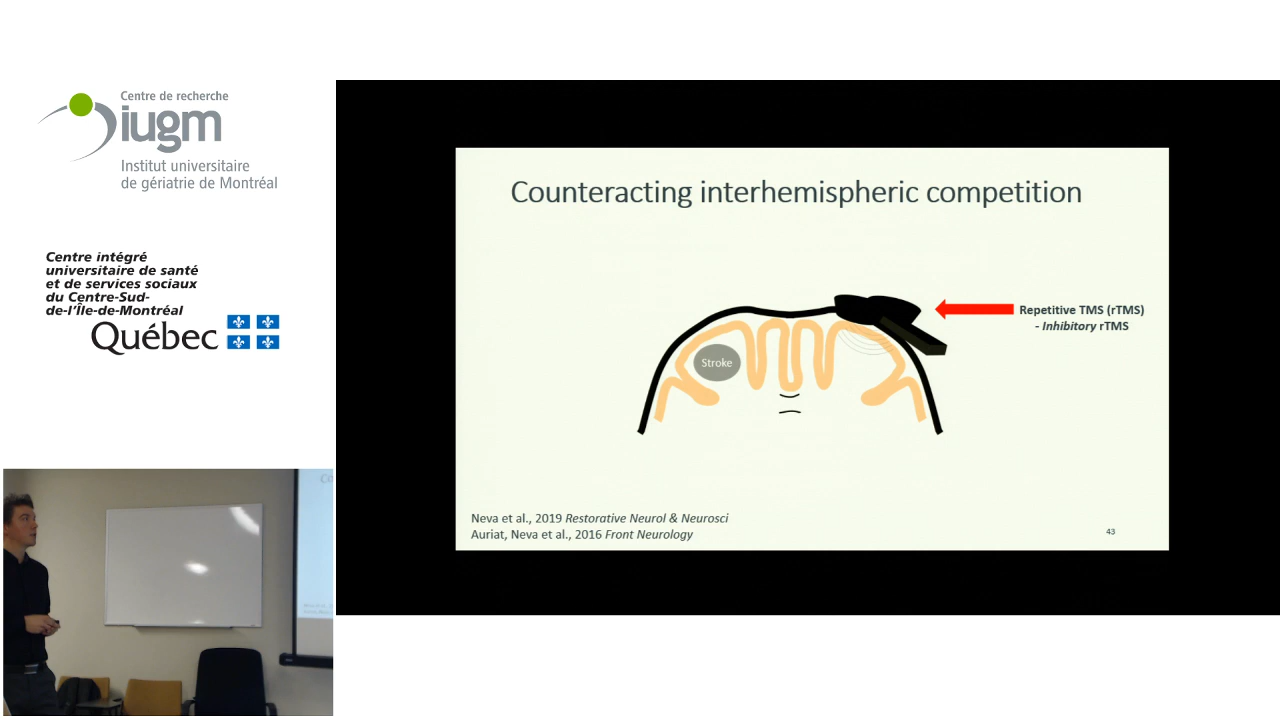 Centre de recherche
iugm
Institut universitaire
de gériatrie de Montréal
Centre intégré
universitaire de santé
et de services sociaux
du Centre-Sud-
de-l'Île-de-Montréal
Québec
Counteracting interhemispheric competition
Stroke
Repetitive TMS (rTMS)
- Inhibitory rTMS
Neva et al., 2019 Restorative Neurol & Neurosci
Auriat, Neva et al., 2016 Front Neurology
43